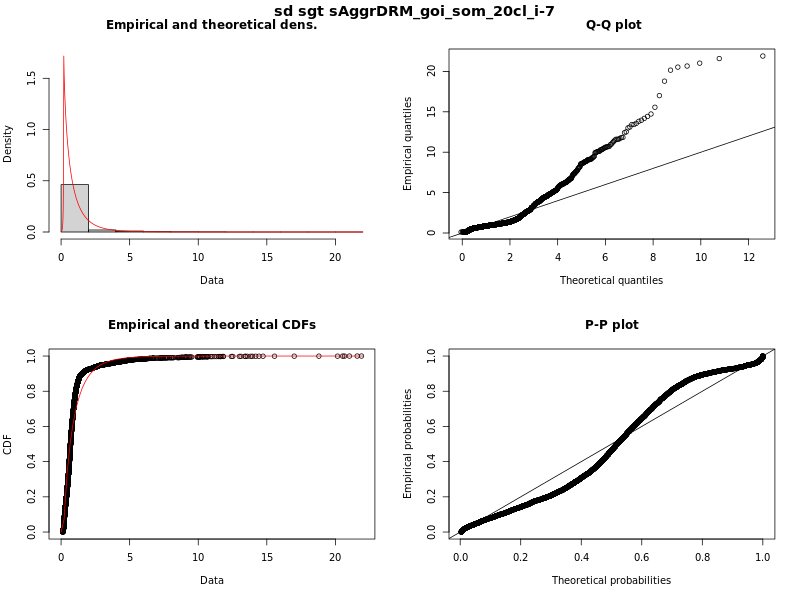 sd sgt sAggrDRM_goi_som_20cl_i-7
Empirical and theoretical dens.
Density
0.0 0.5 1.0 1.5
0 5 10 15 20
Data
Q-Q plot
Empirical quantiles
0 5 10 15 20
0 2 4 6 8 10 12
Theoretical quantiles
Empirical and theoretical CDFs
CDF
0.0 0.2 0.4 0.6 0.8 1.0
0 5 10 15 20
Data
P-P plot
Empirical probabilities
0.0 0.2 0.4 0.6 0.8 1.0
0.0 0.2 0.4 0.6 0.8 1.0
Theoretical probabilities